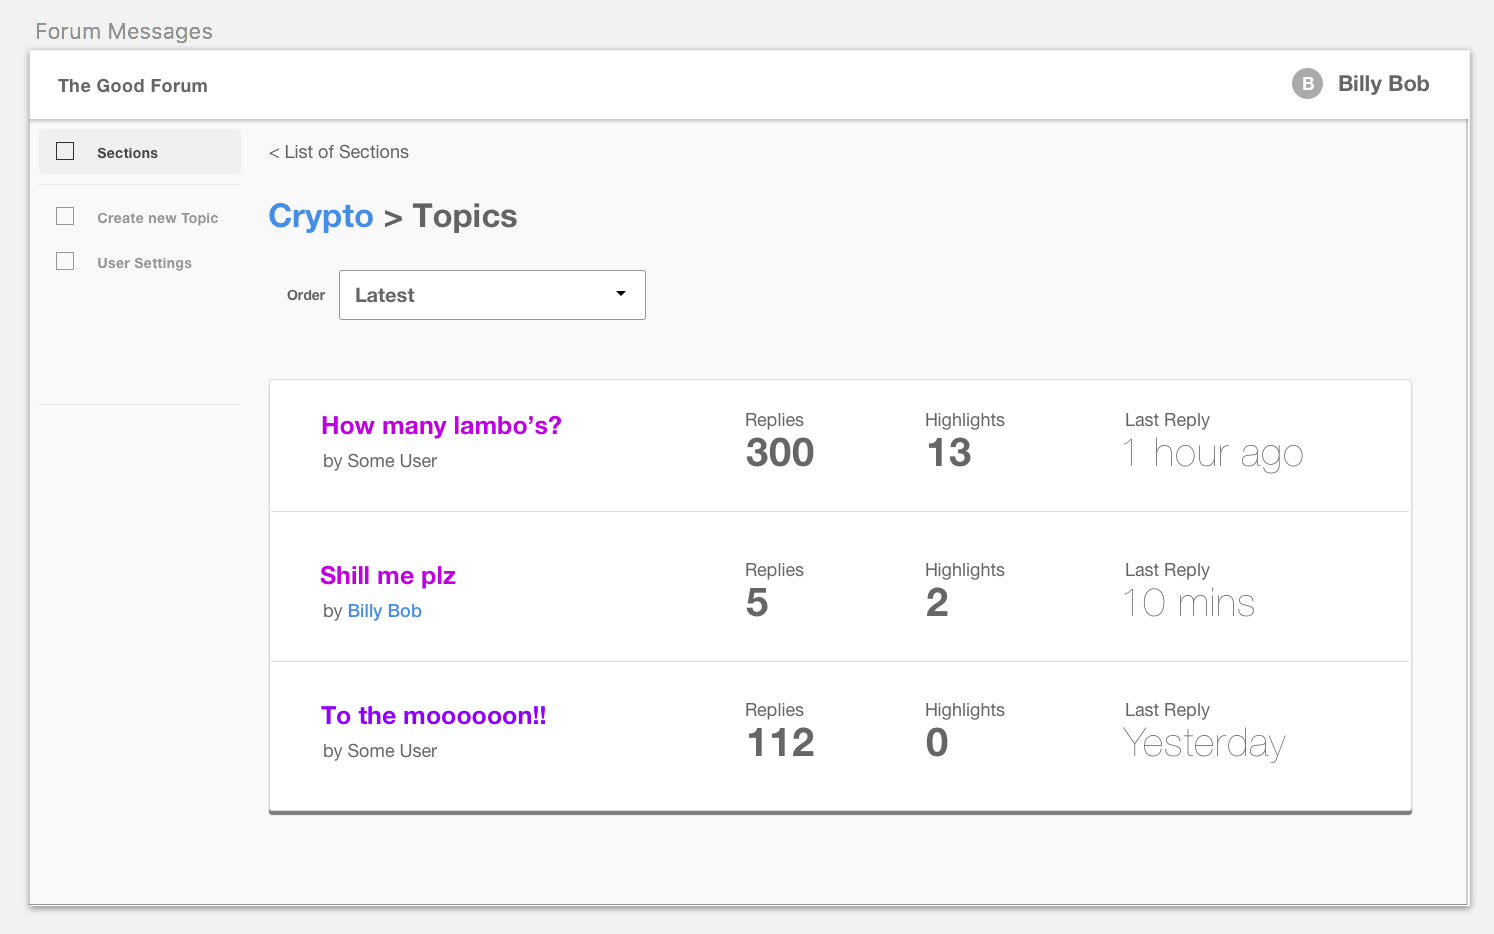 Forum Messages
The Good Forum
B Billy Bob
Sections
Create new Topic
User Settings
< List of Sections
Crypto > Topics
Order Latest
How many lambo’s?
by Some User
Replies
300
Highlights
13
Last Reply
1 hour ago
Shill me plz
by Billy Bob
Replies
5
Highlights
2
Last Reply
10 mins
To the moooooon!!
by Some User
Replies
112
Highlights
0
Last Reply
Yesterday